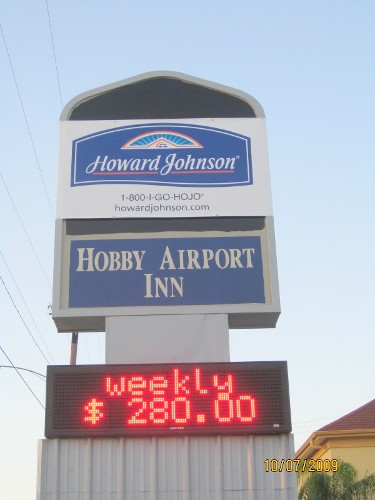 Howard Johnson®
1-800-I-GO-HOJO®
howardjohnson.com
HOBBY AIRPORT
INN
weekly
$ 280.00
10/07/2009